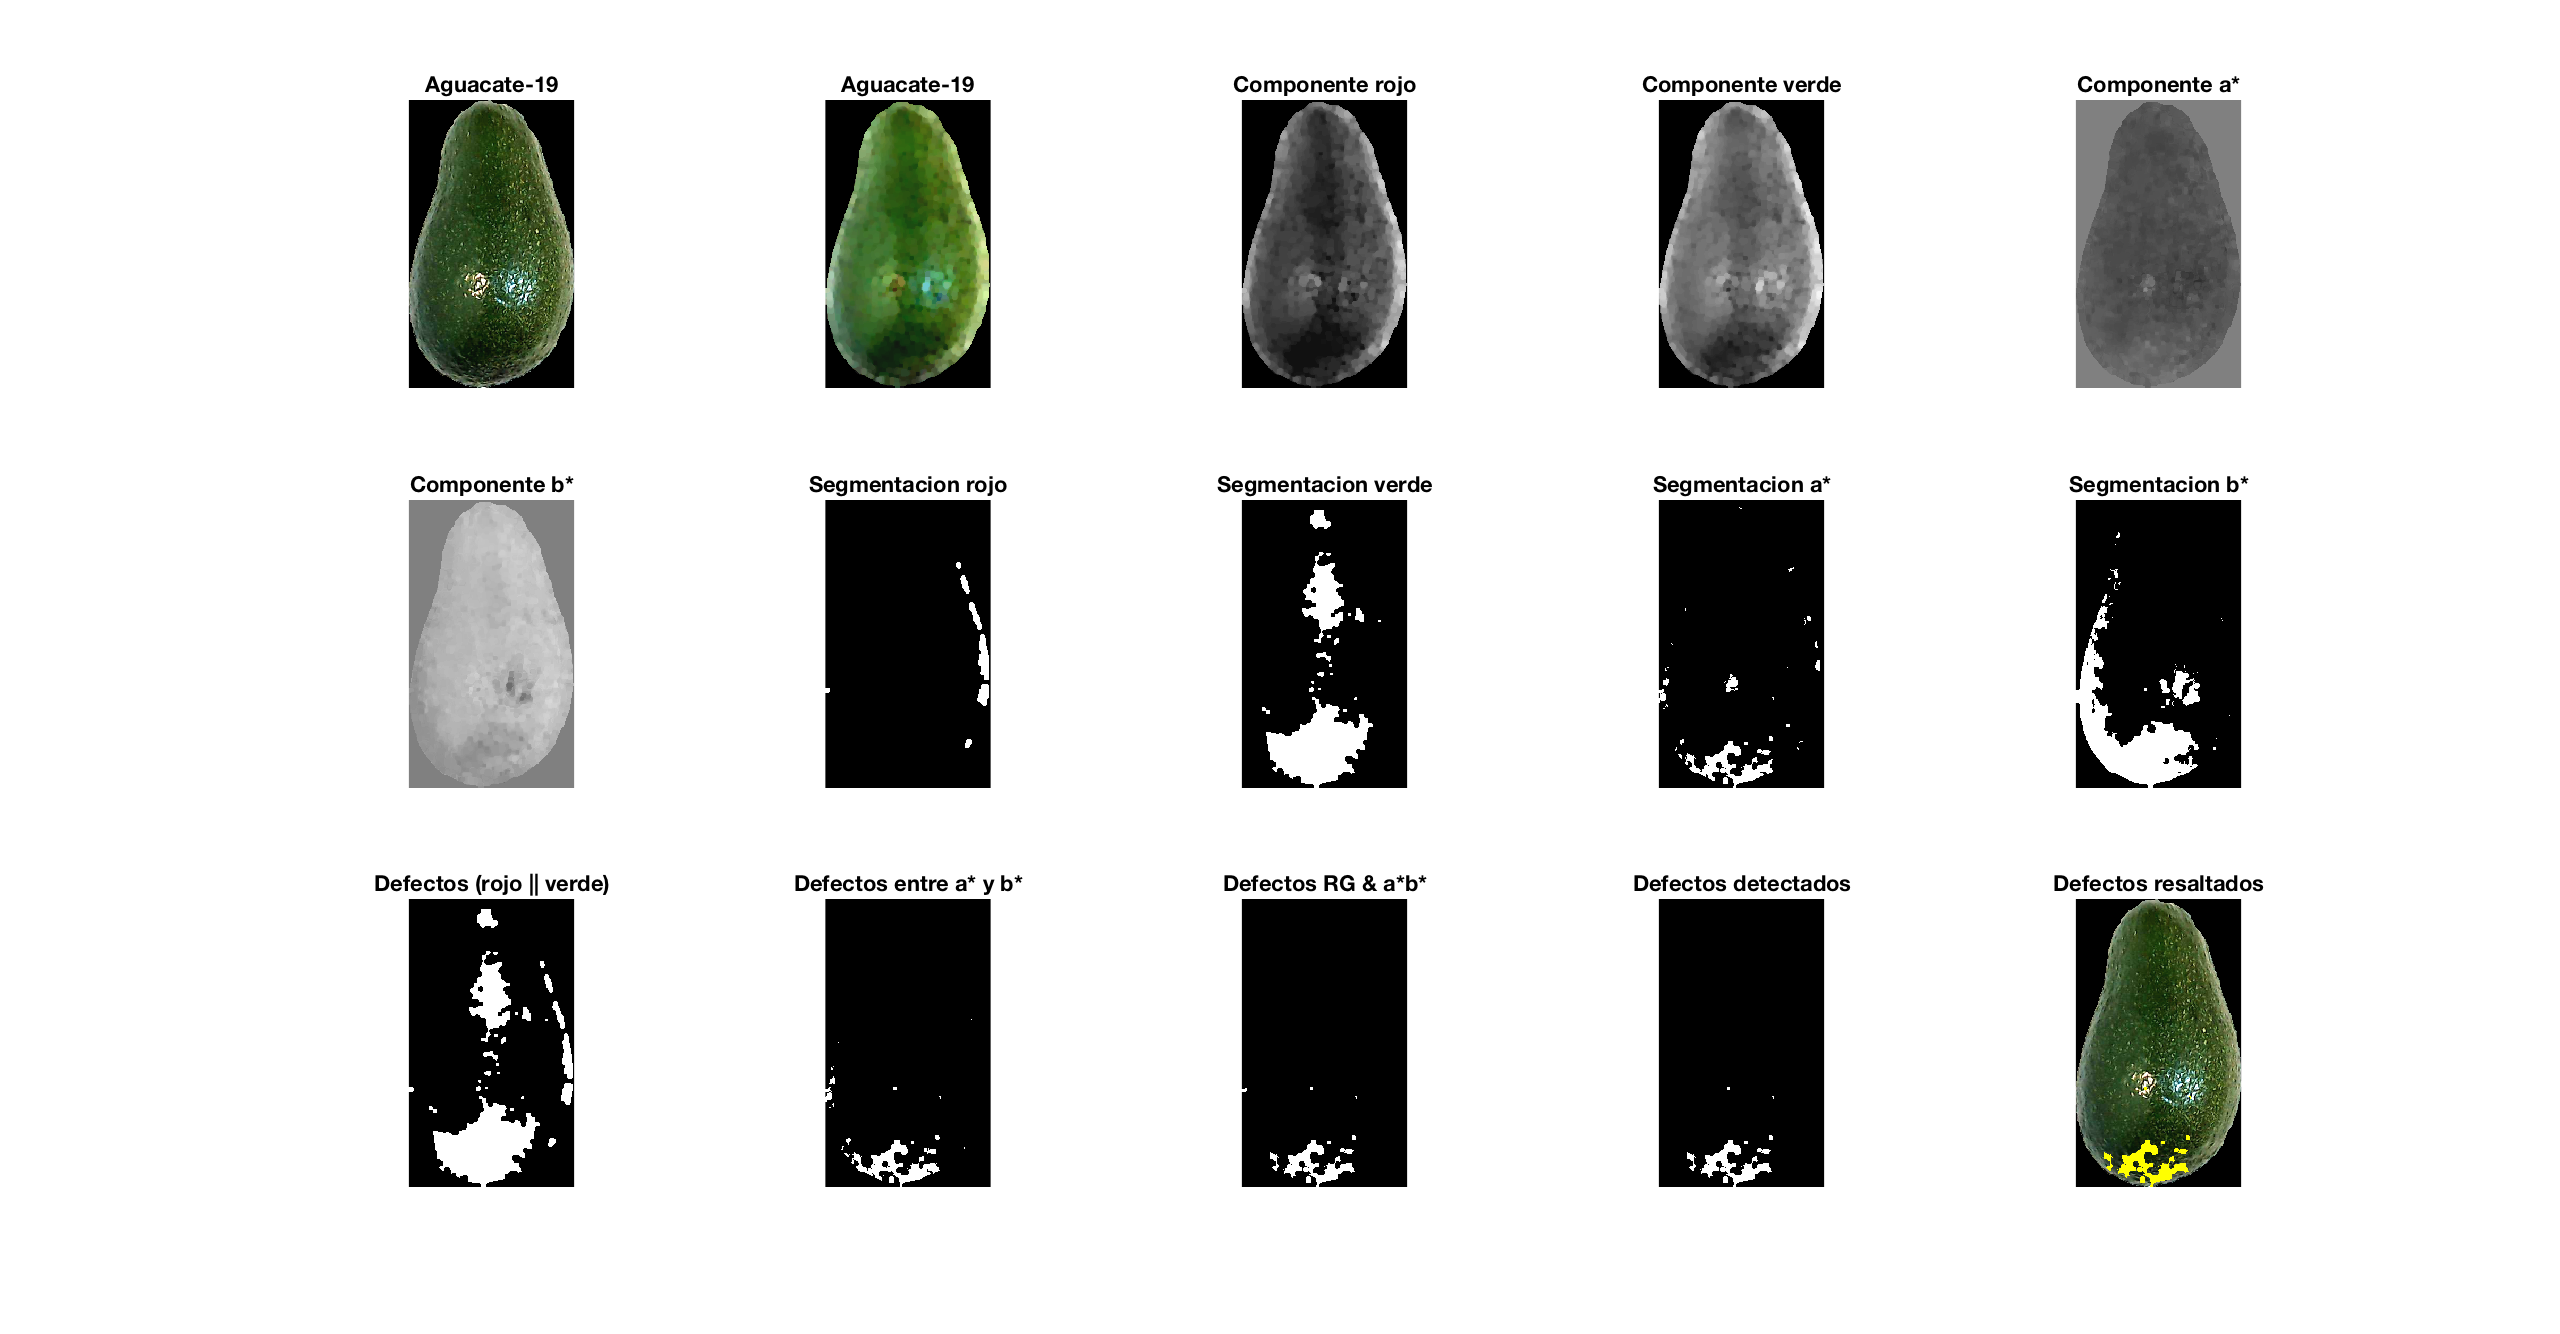 Aguacate-19
Aguacate-19
Componente rojo
Componente verde
Componente a*
Componente b*
Segmentacion rojo
Segmentacion verde
Segmentacion a*
Segmentacion b*
Defectos (rojo || verde)
Defectos entre a* y b*
Defectos RG & a*b*
Defectos detectados
Defectos resaltados